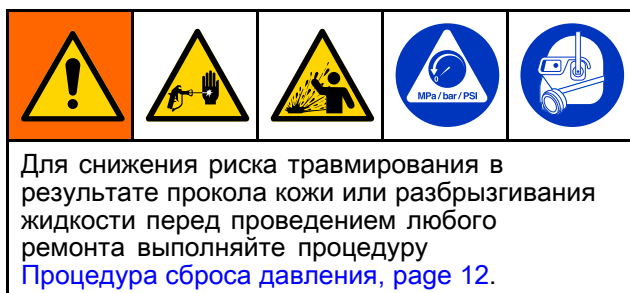 MPa / bar / PSI
Для снижения риска травмирования в
результате прокола кожи или разбрызгивания
жидкости перед проведением любого
ремонта выполняйте процедуру
Процедура сброса давления, page 12.